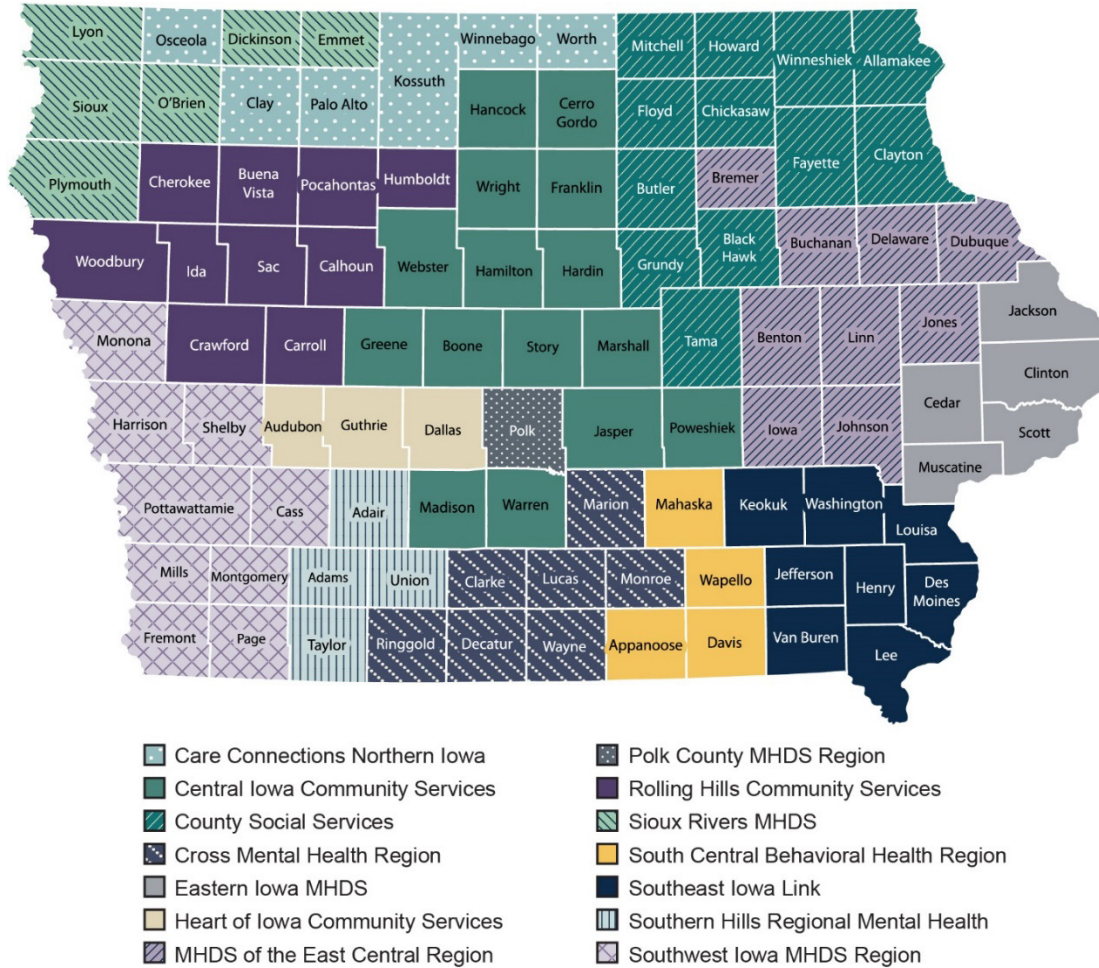 Lyon
Osceola
Dickinson
Emmet
Kossuth
Winnebago
Worth
Mitchell
Howard
Winneshiek
Allamakee
Sioux
O'Brien
Clay
Palo Alto
Hancock
Cerro
Gordo
Floyd
Chickasaw
Fayette
Clayton
Plymouth
Cherokee
Buena
Vista
Pocahontas
Humboldt
Wright
Franklin
Butler
Bremer
Woodbury
Ida
Sac
Calhoun
Webster
Hamilton
Hardin
Grundy
Black
Hawk
Buchanan
Delaware
Dubuque
Monona
Crawford
Carroll
Greene
Boone
Story
Marshall
Tama
Benton
Linn
Jones
Jackson
Clinton
Harrison
Shelby
Audubon
Guthrie
Dallas
Polk
Jasper
Poweshiek
Iowa
Johnson
Cedar
Scott
Muscatine
Pottawattamie
Cass
Adair
Madison
Warren
Marion
Mahaska
Keokuk
Washington
Louisa
Mills
Montgomery
Adams
Union
Clarke
Lucas
Monroe
Wapello
Jefferson
Henry
Des
Moines
Fremont
Page
Taylor
Ringgold
Decatur
Wayne
Appanoose
Davis
Van Buren
Lee
Care Connections Northern Iowa
Central Iowa Community Services
County Social Services
Cross Mental Health Region
Eastern Iowa MHDS
Heart of Iowa Community Services
MHDS of the East Central Region
Polk County MHDS Region
Rolling Hills Community Services
Sioux Rivers MHDS
South Central Behavioral Health Region
Southeast Iowa Link
Southern Hills Regional Mental Health
Southwest Iowa MHDS Region